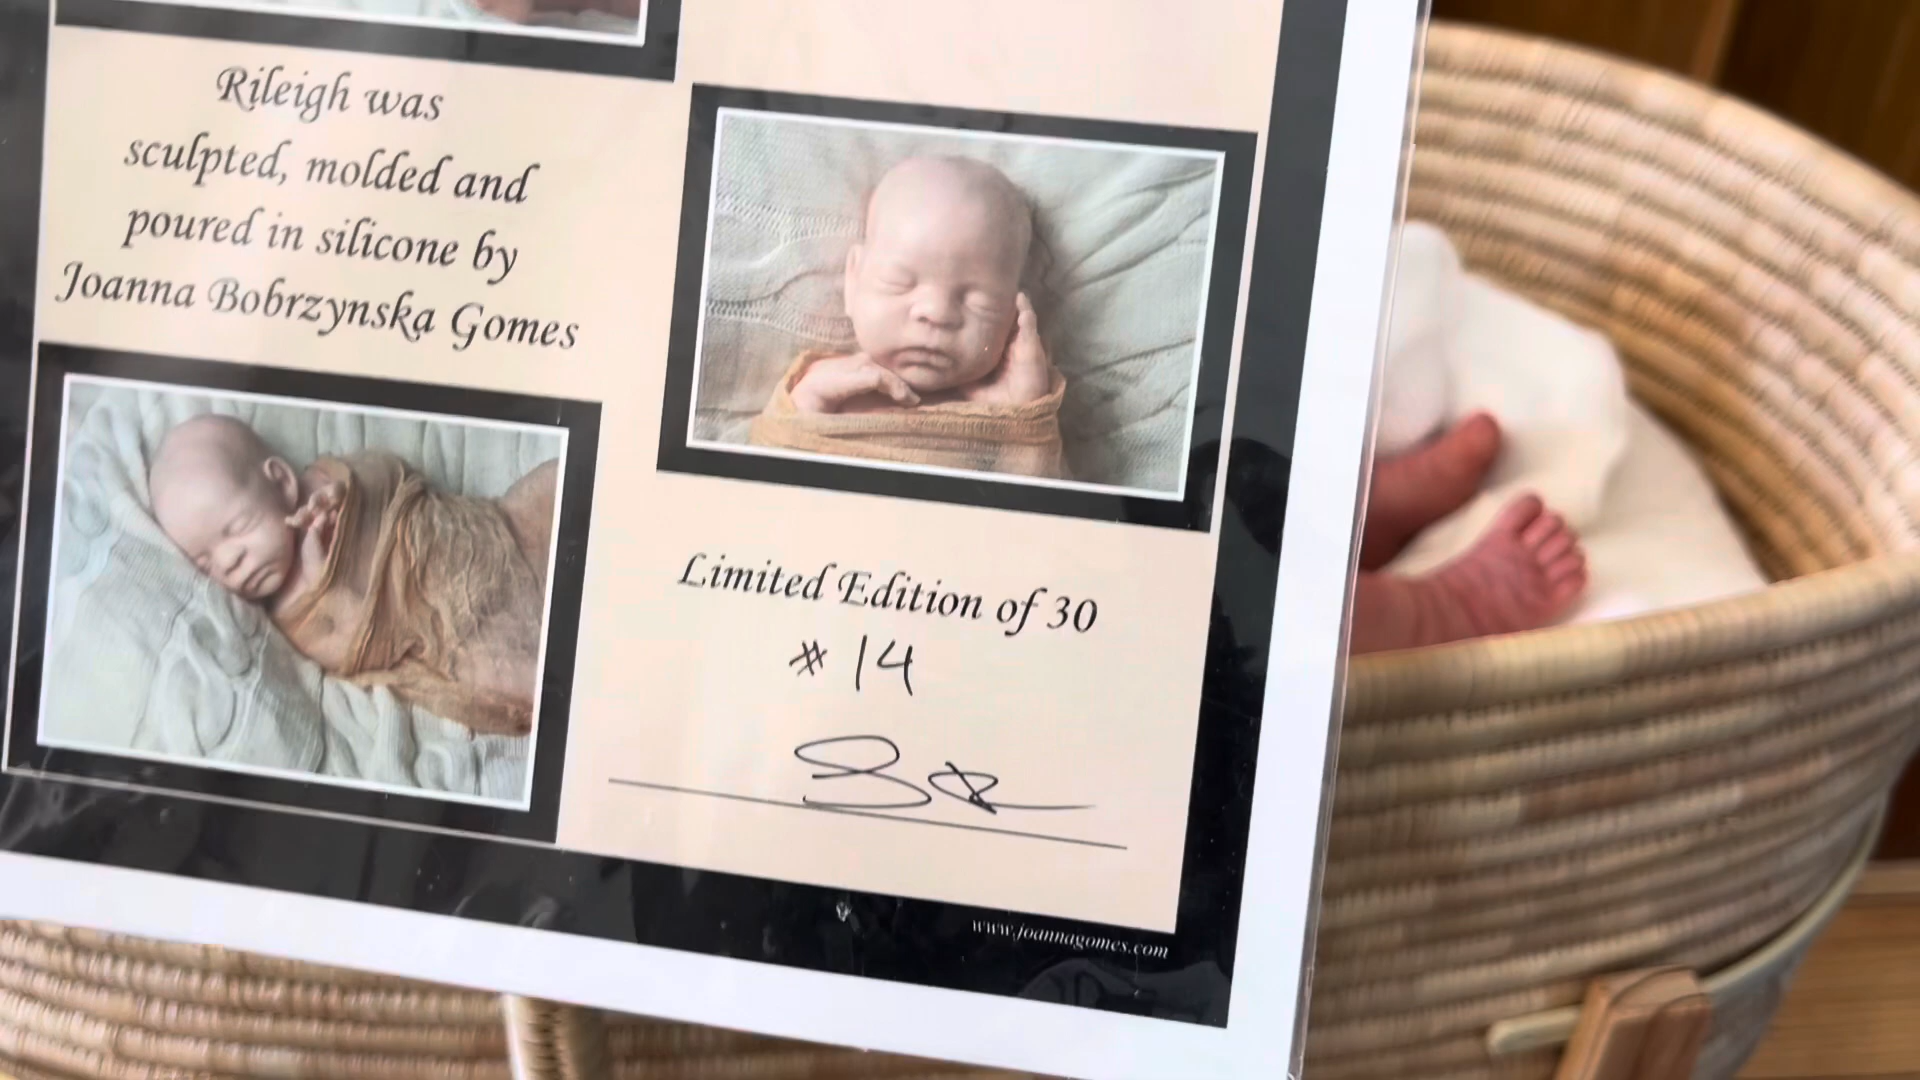 Rileigh was
sculpted, molded and
poured in silicone by
Joanna Bobrzynska Gomes
Limited Edition of 30
# 14
www.joannagomes.com